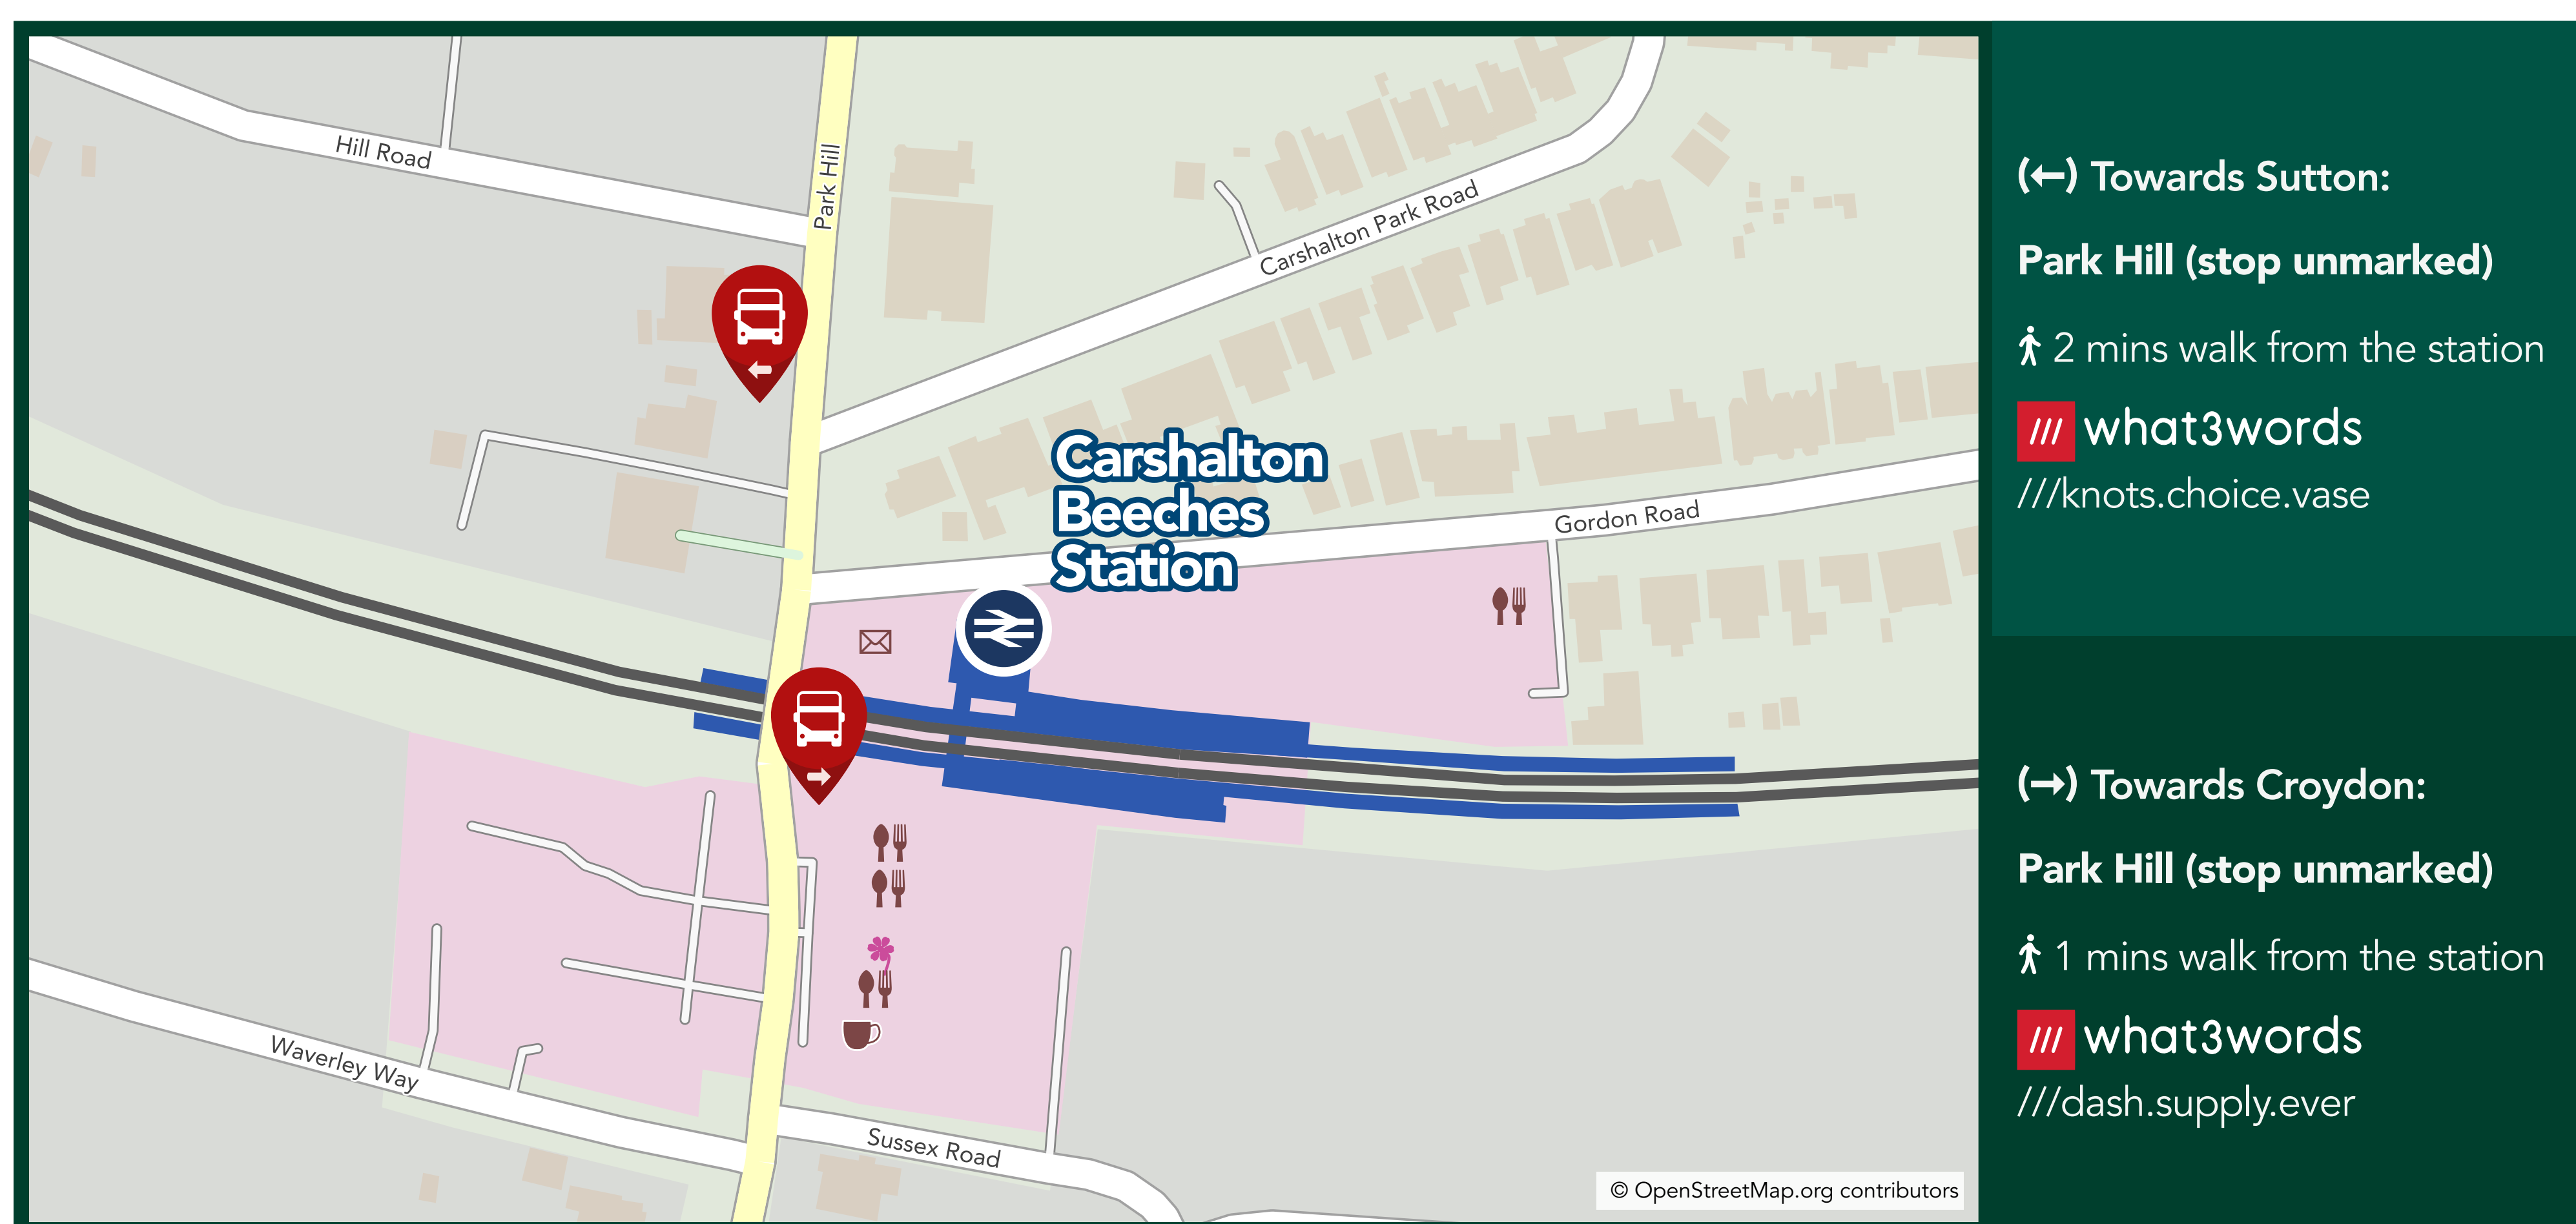 Hill Road
Park Hill
Carshalton Park Road
Carshalton
Beeches
Station
Gordon Road
Waverley Way
Sussex Road
© OpenStreetMap.org contributors
(←) Towards Sutton:
Park Hill (stop unmarked)
2 mins walk from the station
/// what3words
///knots.choice.vase
(→) Towards Croydon:
Park Hill (stop unmarked)
1 mins walk from the station
/// what3words
///dash.supply.ever